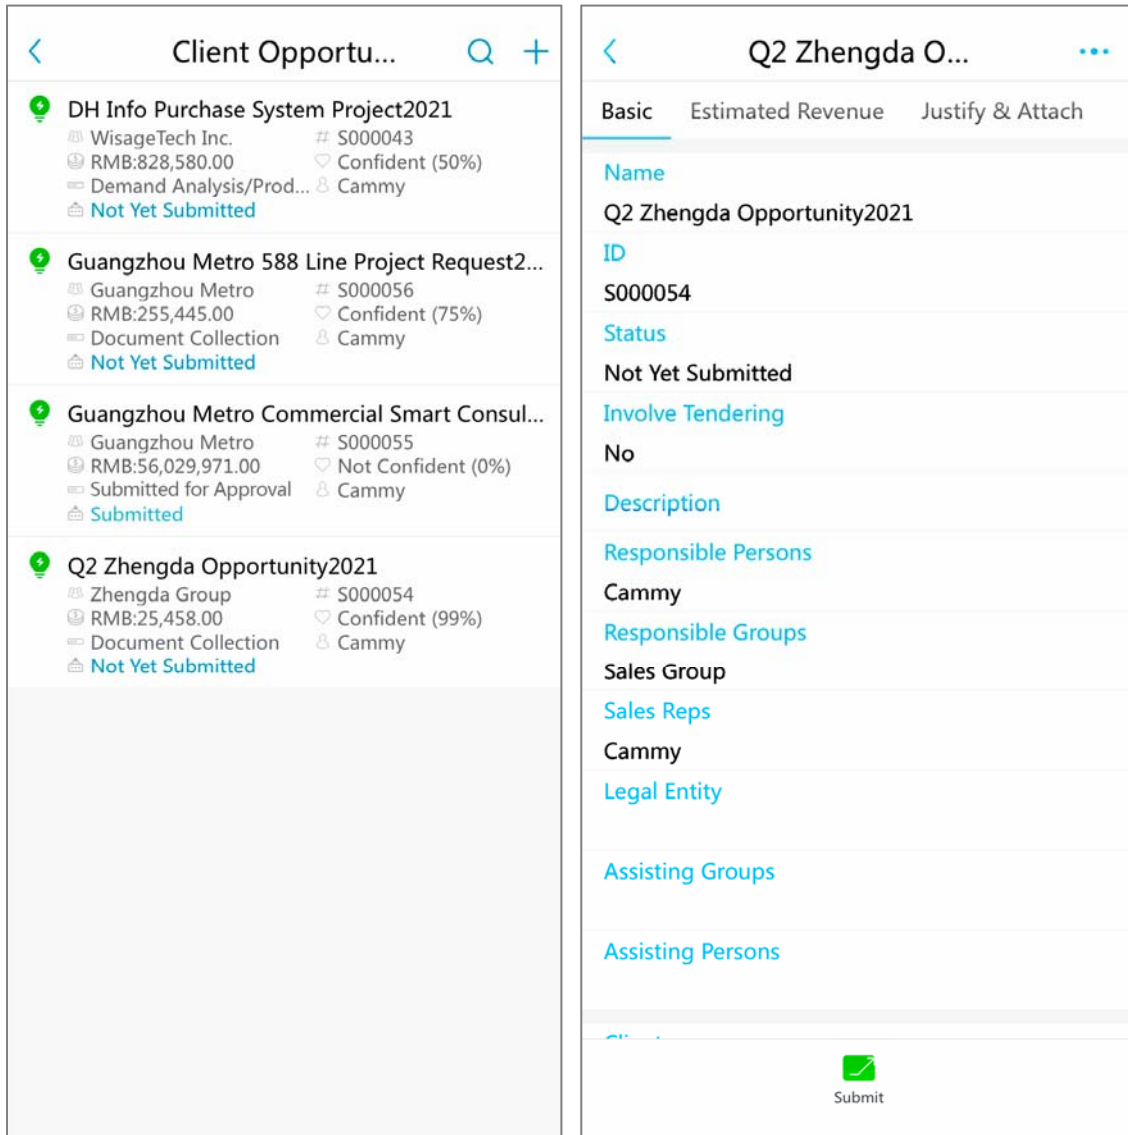 Client Opportu...
DH Info Purchase System Project2021
WisageTech Inc. # S000043
RMB:828,580.00 Confident (50%)
Demand Analysis/Prod... Cammy
Not Yet Submitted
Guangzhou Metro 588 Line Project Request2...
Guangzhou Metro # S000056
RMB:255,445.00 Confident (75%)
Document Collection Cammy
Not Yet Submitted
Guangzhou Metro Commercial Smart Consul...
Guangzhou Metro # S000055
RMB:56,029,971.00 Not Confident (0%)
Submitted for Approval Cammy
Submitted
Q2 Zhengda Opportunity2021
Zhengda Group # S000054
RMB:25,458.00 Confident (99%)
Document Collection Cammy
Not Yet Submitted
Q2 Zhengda O...
Basic Estimated Revenue Justify & Attach
Name
Q2 Zhengda Opportunity2021
ID
S000054
Status
Not Yet Submitted
Involve Tendering
No
Description
Responsible Persons
Cammy
Responsible Groups
Sales Group
Sales Reps
Cammy
Legal Entity
Assisting Groups
Assisting Persons
Submit